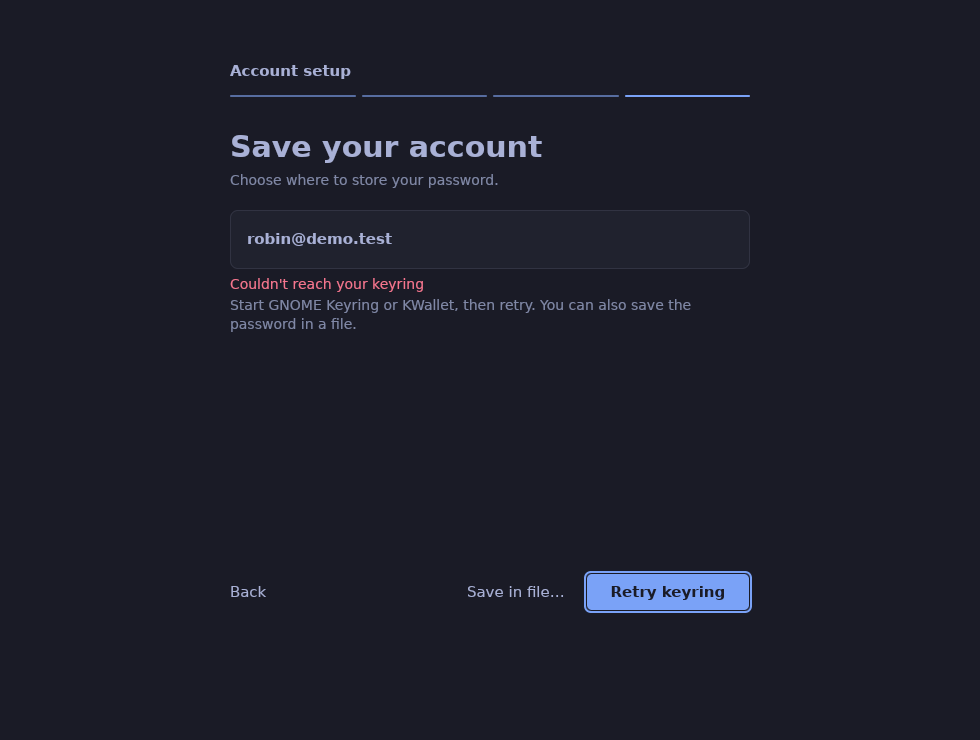 Account setup
Save your account
Choose where to store your password.
robin@demo.test
Couldn't reach your keyring
Start GNOME Keyring or KWallet, then retry. You can also save the
password in a file.
Back
Save in file…
Retry keyring